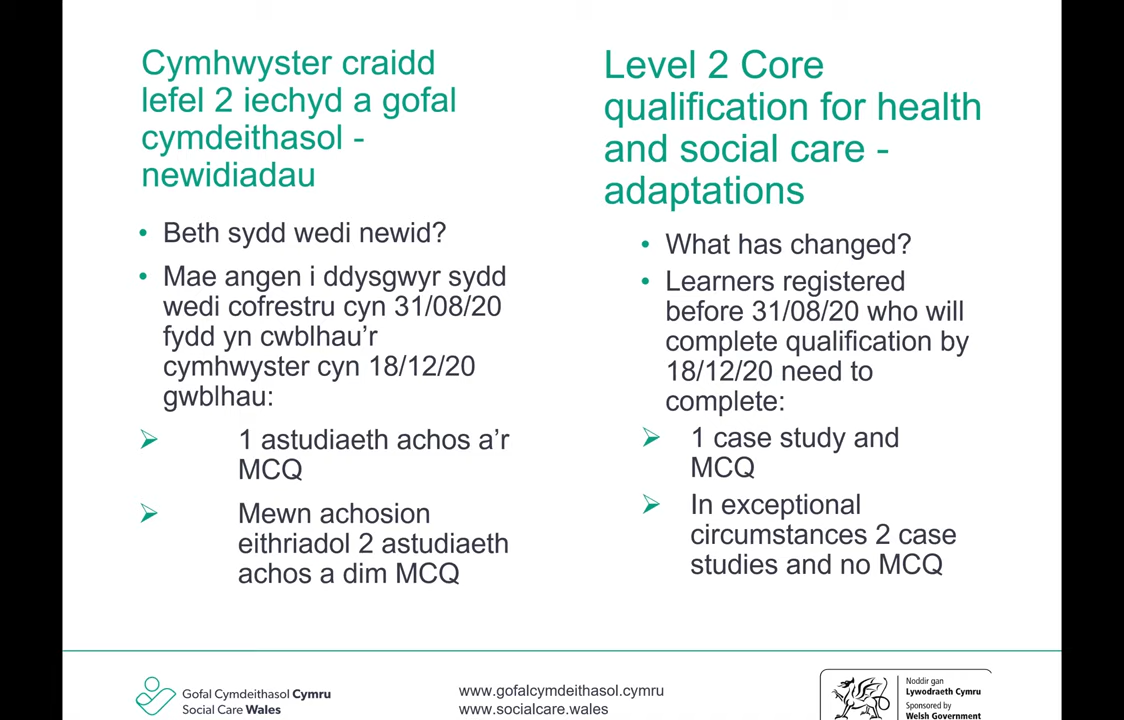 Cymhwyster craidd
lefel 2 iechyd a gofal
cymdeithasol -
newidiadau
• Beth sydd wedi newid?
• Mae angen i ddysgwyr sydd
wedi cofrestru cyn 31/08/20
fydd yn cwblhau’r
cymhwyster cyn 18/12/20
gwblhau:
➢ 1 astudiaeth achos a’r
MCQ
➢ Mewn achosion
eithriadol 2 astudiaeth
achos a dim MCQ
Level 2 Core
qualification for health
and social care -
adaptations
• What has changed?
• Learners registered
before 31/08/20 who will
complete qualification by
18/12/20 need to
complete:
➢ 1 case study and
MCQ
➢ In exceptional
circumstances 2 case
studies and no MCQ
Gofal Cymdeithasol Cymru
Social Care Wales
www.gofalcymdeithasol.cymru
www.socialcare.wales
Noddir gan
Lywodraeth Cymru
Sponsored by
Welsh Government